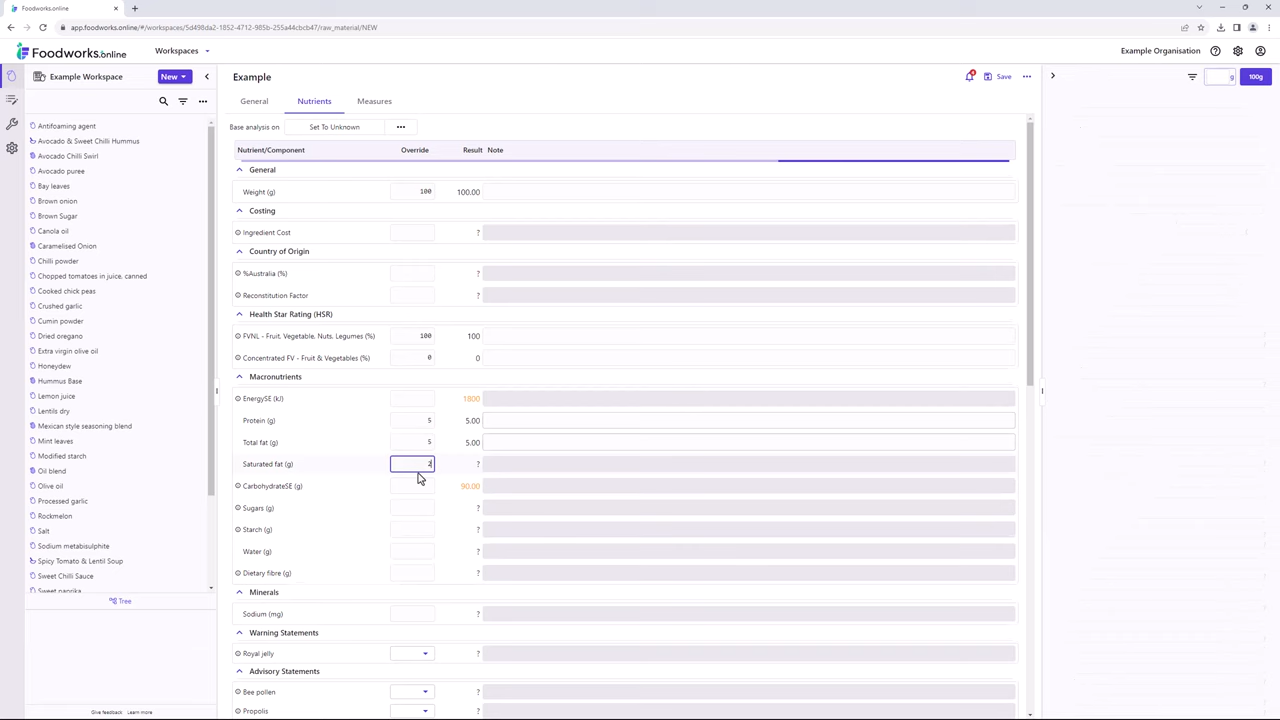 Example
app.foodworks.online/#/workspaces/5d498da2-1852-4712-985b-255a44cbcb47/raw_material/NEW
Foodworks.online
Workspaces
Example Organisation
Example Workspace
New
Antifoaming agent
Avocado & Sweet Chilli Hummus
Avocado Chilli Swirl
Avocado puree
Bay leaves
Brown onion
Brown Sugar
Canola oil
Caramelised Onion
Chilli powder
Chopped tomatoes in juice, canned
Cooked chick peas
Crushed garlic
Cumin powder
Dried oregano
Extra virgin olive oil
Honeydew
Hummus Base
Lemon juice
Lentils dry
Mexican style seasoning blend
Mint leaves
Modified starch
Oil blend
Olive oil
Processed garlic
Rockmelon
Salt
Sodium metabisulphite
Spicy Tomato & Lentil Soup
Sweet Chilli Sauce
Sweet paprika
Tree
Give feedback Learn more
Example
Save
General Nutrients Measures
Base analysis on Set To Unknown
Nutrient/Component Override Result Note
General
Weight (g) 100 100.00
Costing
Ingredient Cost ?
Country of Origin
%Australia (%) ?
Reconstitution Factor ?
Health Star Rating (HSR)
FVNL - Fruit, Vegetable, Nuts, Legumes (%) 100 100
Concentrated FV - Fruit & Vegetables (%) 0 0
Macronutrients
EnergySE (kJ) 1800
Protein (g) 5 5.00
Total fat (g) 5 5.00
Saturated fat (g) 2 ?
CarbohydrateSE (g) 90.00
Sugars (g) ?
Starch (g) ?
Water (g) ?
Dietary fibre (g) ?
Minerals
Sodium (mg) ?
Warning Statements
Royal jelly ?
Advisory Statements
Bee pollen ?
Propolis ?
g 100g